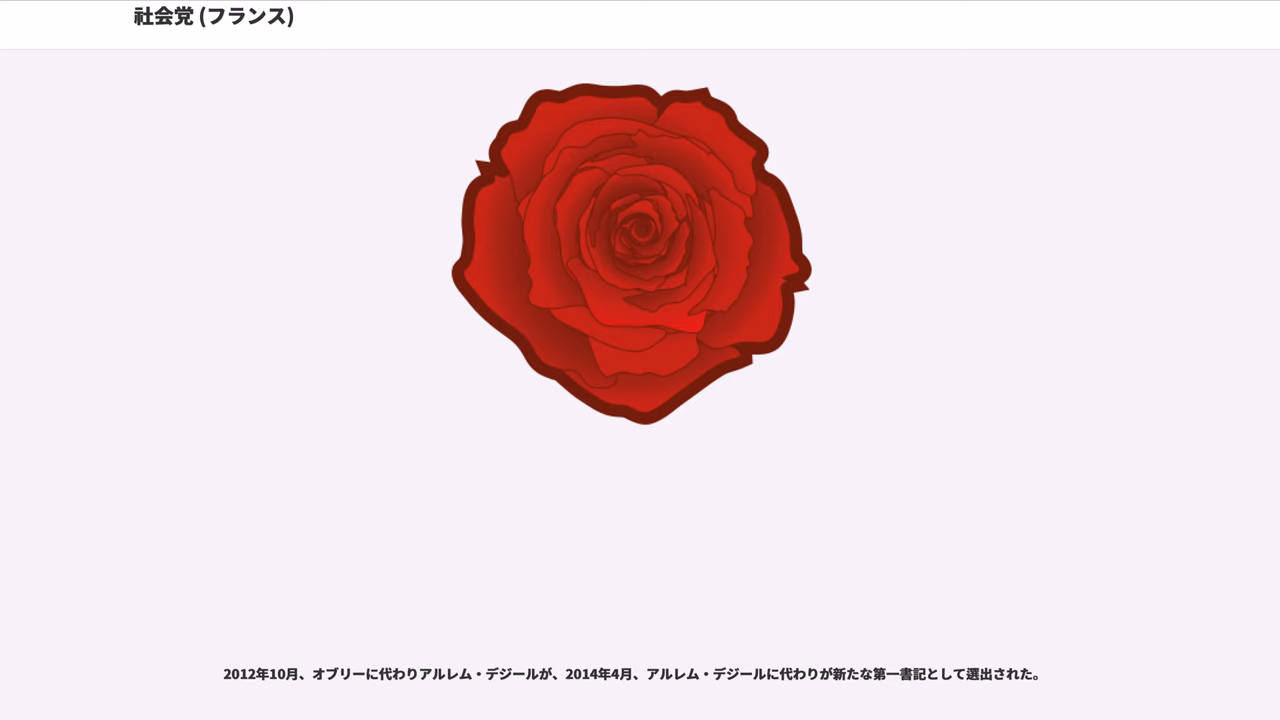 社会党 (フランス)
2012年10月、オブリーに代わりアルレム・デジールが、2014年4月、アルレム・デジールに代わりが新たな第一書記として選出された。